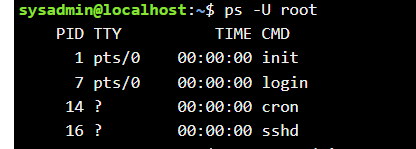 sysadmin@localhost:~$ ps -U root
PID TTY TIME CMD
1 pts/0 00:00:00 init
7 pts/0 00:00:00 login
14 ? 00:00:00 cron
16 ? 00:00:00 sshd